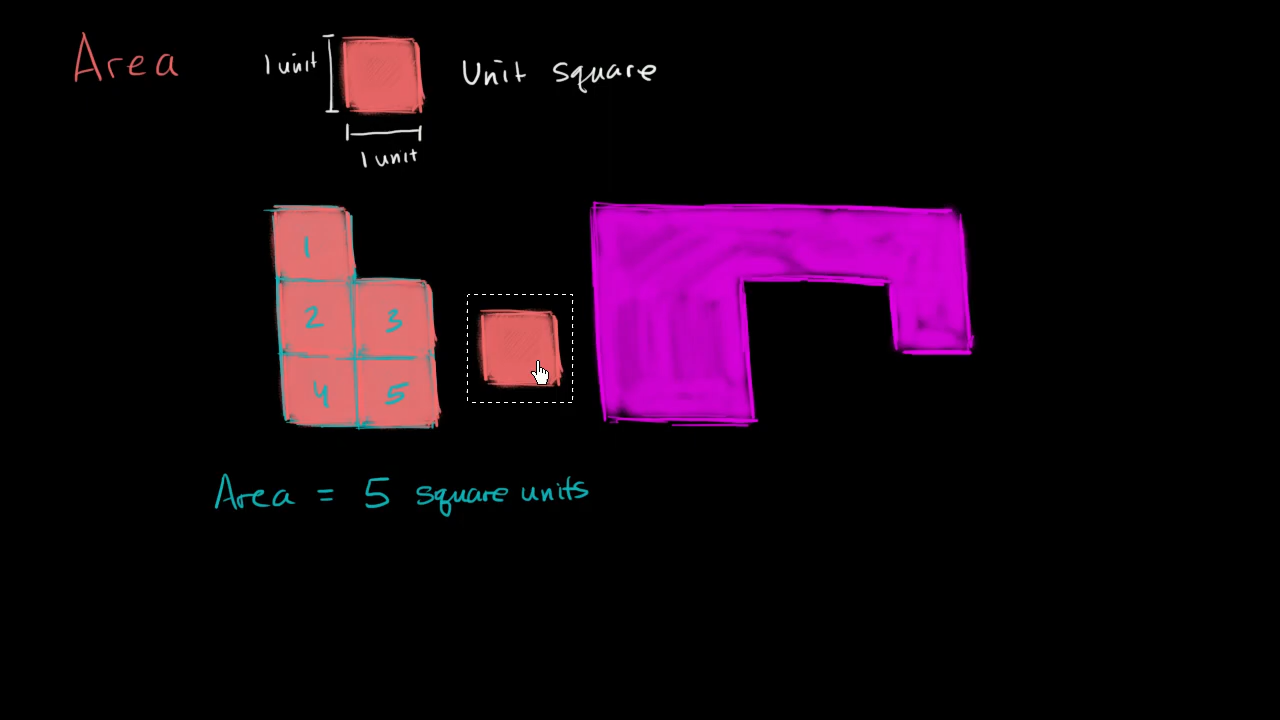 Area
1 unit
Unit square
1 unit
1
2 3
4 5
Area = 5 square units